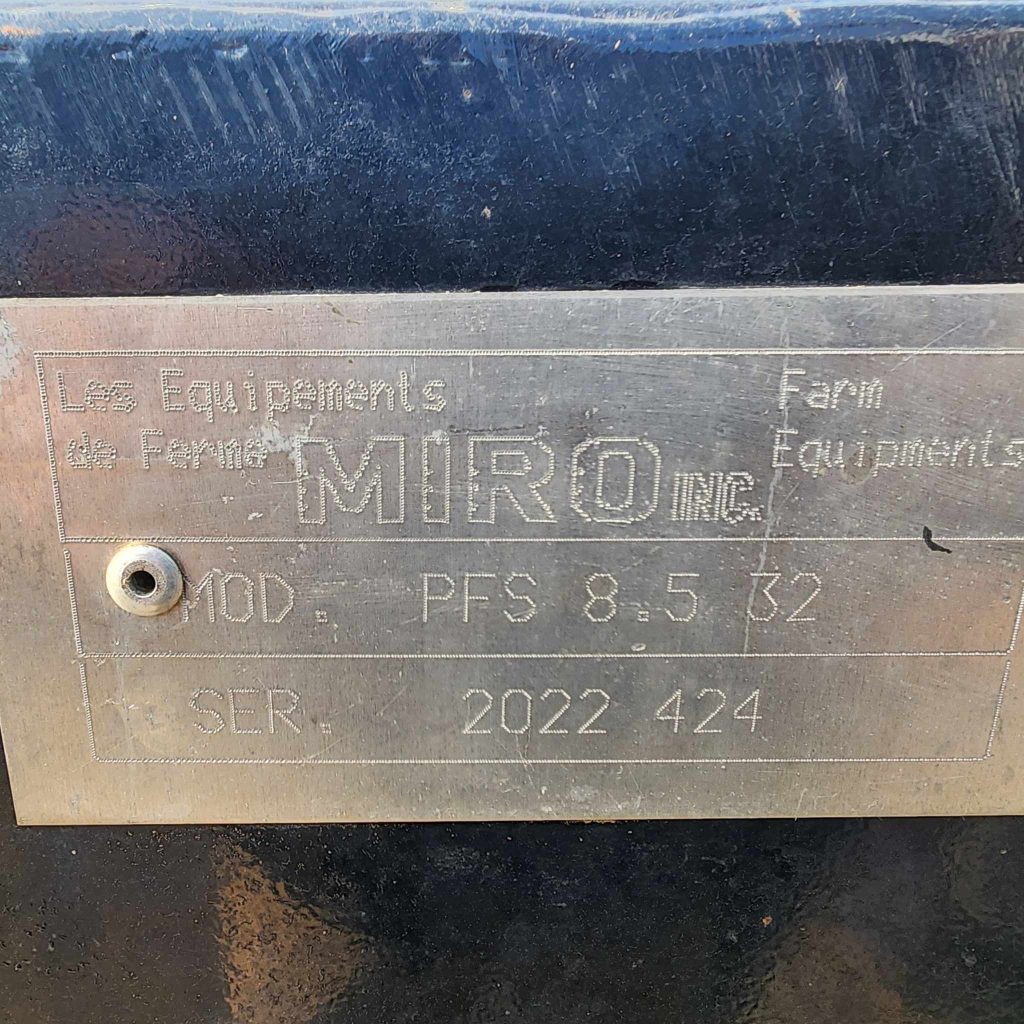 Les Equipements
de Ferme MIRO INC.
Farm
Equipments
MOD. PFS 8.5 32
SER. 2022 424